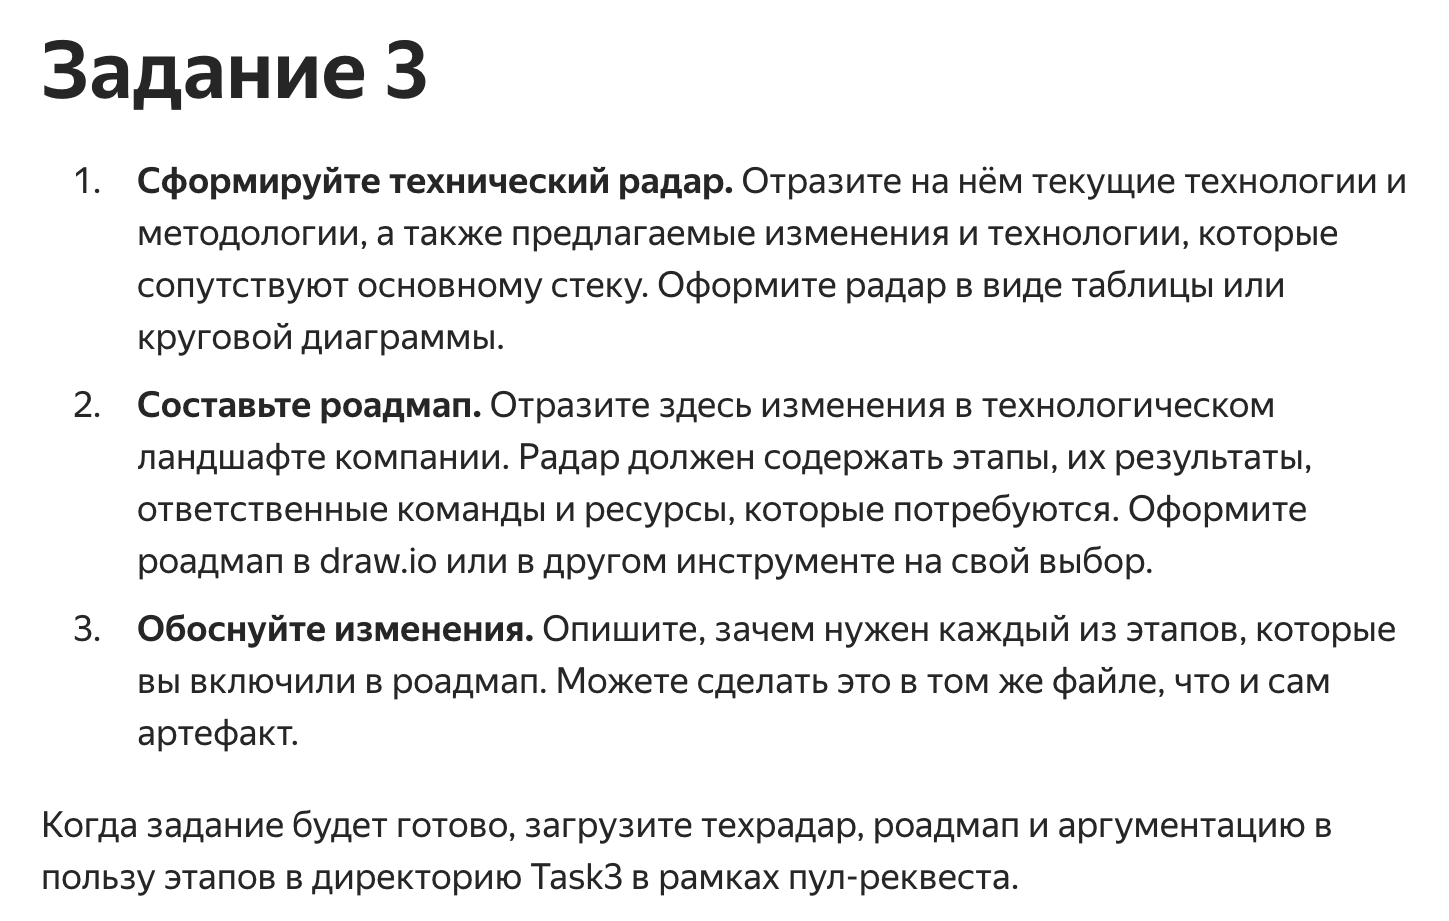 Задание 3
1. Сформируйте технический радар. Отразите на нём текущие технологии и
методологии, а также предлагаемые изменения и технологии, которые
сопутствуют основному стеку. Оформите радар в виде таблицы или
круговой диаграммы.
2. Составьте роадмап. Отразите здесь изменения в технологическом
ландшафте компании. Радар должен содержать этапы, их результаты,
ответственные команды и ресурсы, которые потребуются. Оформите
роадмап в draw.io или в другом инструменте на свой выбор.
3. Обоснуйте изменения. Опишите, зачем нужен каждый из этапов, которые
вы включили в роадмап. Можете сделать это в том же файле, что и сам
артефакт.
Когда задание будет готово, загрузите техрадар, роадмап и аргументацию в
пользу этапов в директорию Task3 в рамках пул-реквеста.